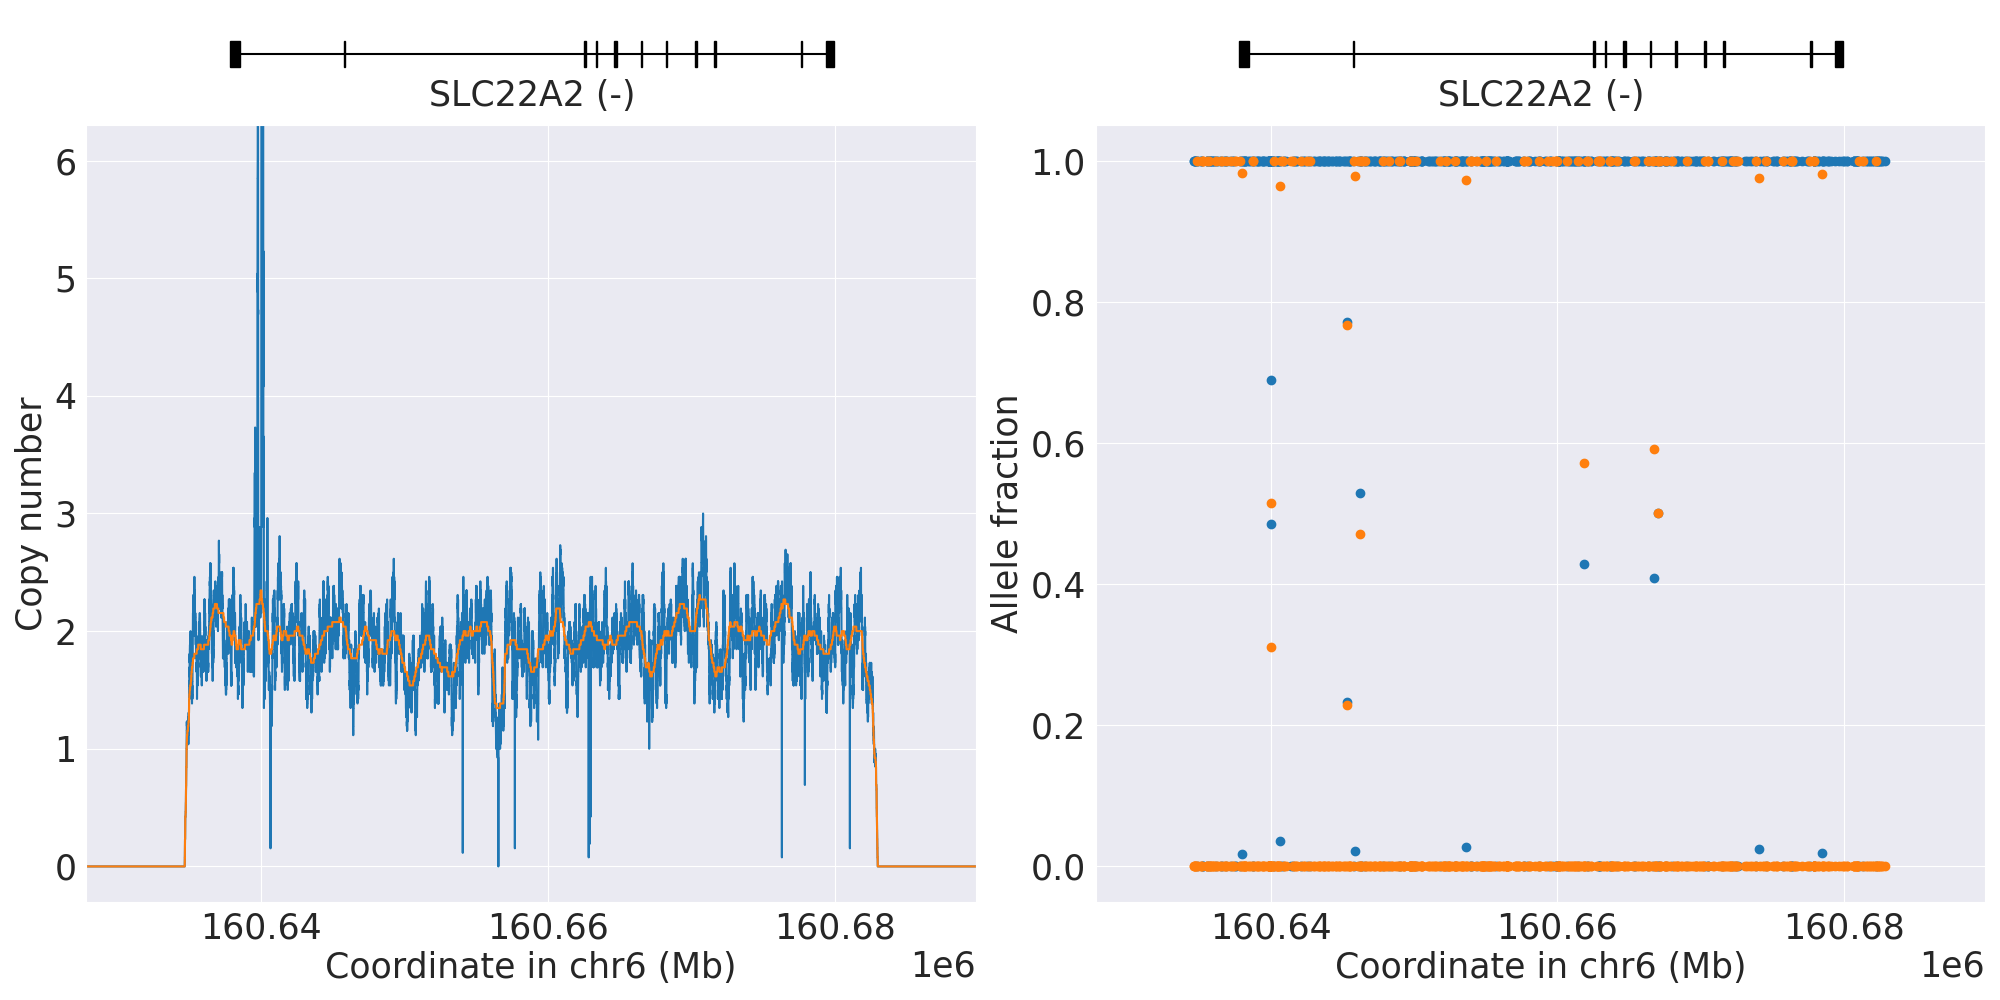 SLC22A2 (-)
Copy number
6
5
4
3
2
1
0
160.64
160.66
160.68
Coordinate in chr6 (Mb)
1e6
SLC22A2 (-)
Allele fraction
1.0
0.8
0.6
0.4
0.2
0.0
160.64
160.66
160.68
Coordinate in chr6 (Mb)
1e6